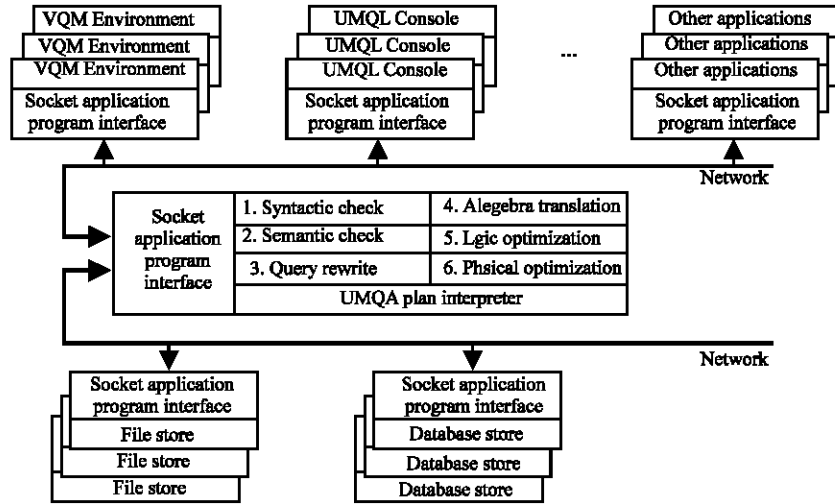 VQM Environment
VQM Environment
VQM Environment
Socket application
program interface
UMQL Console
UMQL Console
UMQL Console
Socket application
program interface
...
Other applications
Other applications
Other applications
Socket application
program interface
Network
Socket
application
program
interface
1. Syntactic check
2. Semantic check
3. Query rewrite
4. Alegebra translation
5. Lgic optimization
6. Phsical optimization
UMQA plan interpreter
Network
Socket application
program interface
File store
File store
File store
Socket application
program interface
Database store
Database store
Database store